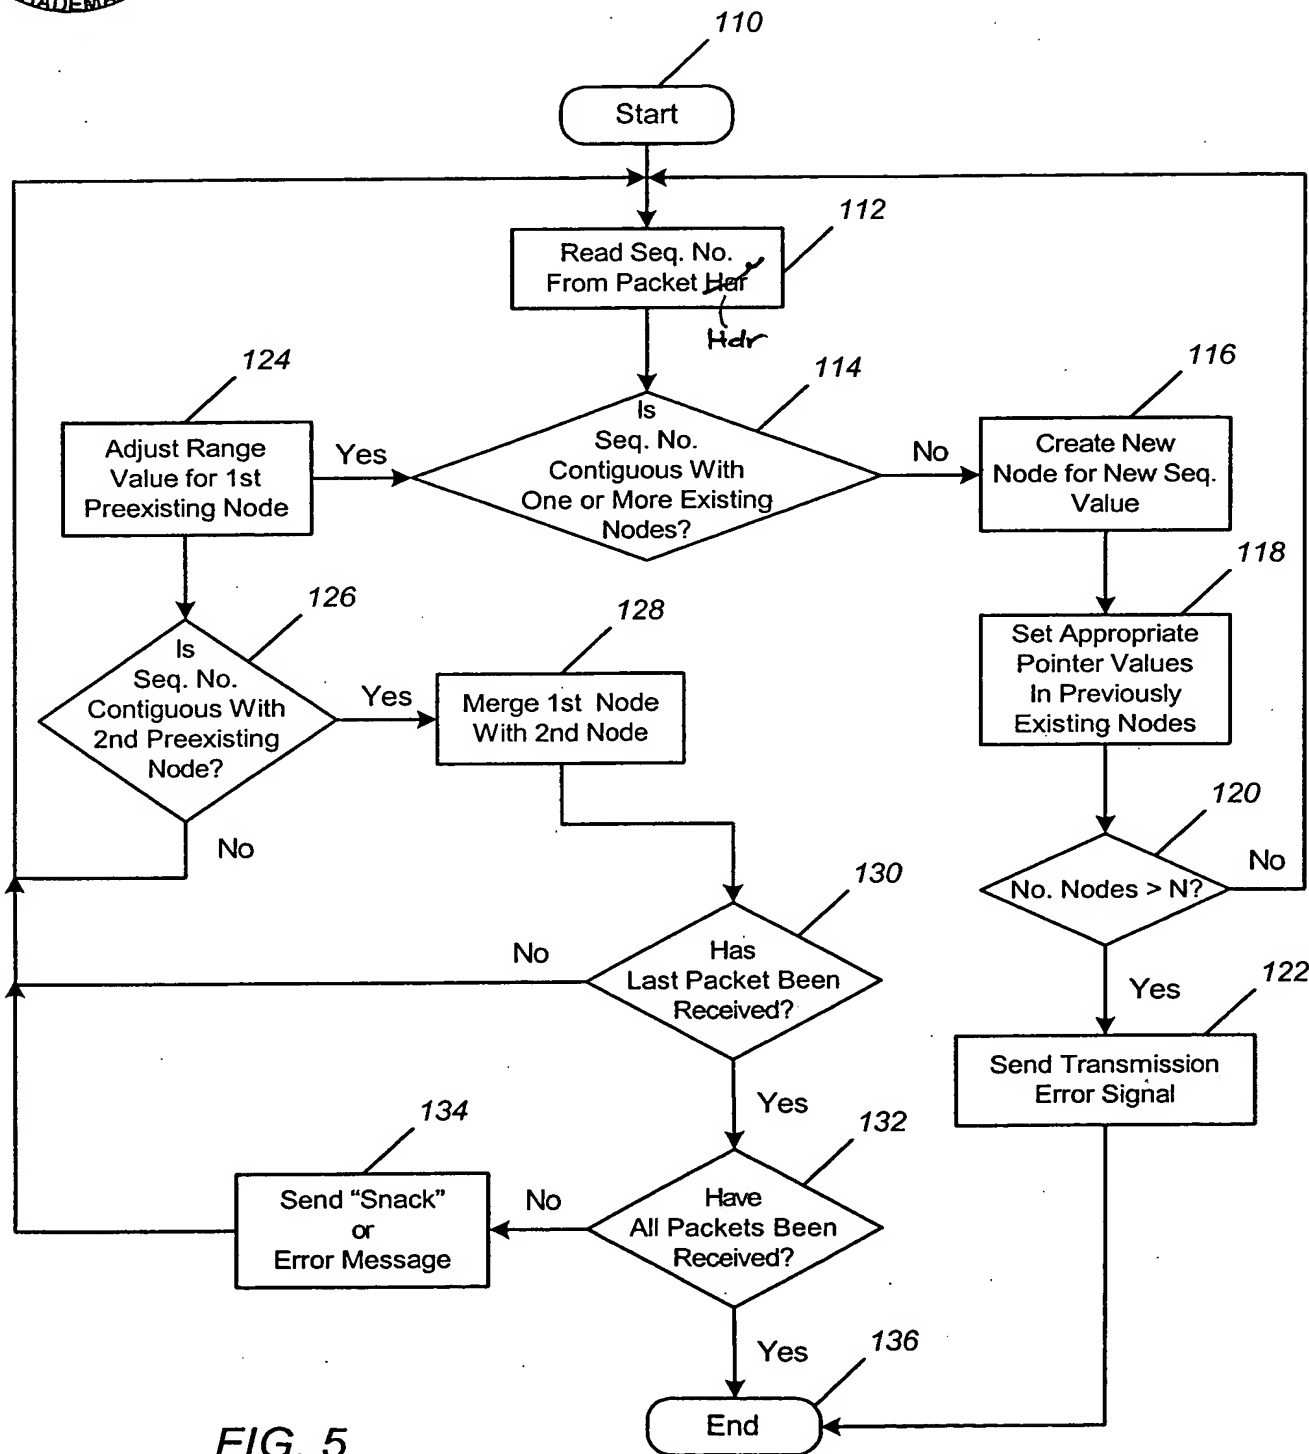 110
Start
112
Read Seq. No.
From Packet Har
Hdr
124
114
116
Adjust Range
Value for 1st
Preexisting Node
Yes
Is
Seq. No.
Contiguous With
One or More Existing
Nodes?
No
Create New
Node for New Seq.
Value
118
126
128
Is
Seq. No.
Contiguous With
2nd Preexisting
Node?
Yes
Merge 1st Node
With 2nd Node
Set Appropriate
Pointer Values
In Previously
Existing Nodes
120
No
No. Nodes > N?
No
130
No
Has
Last Packet Been
Received?
Yes
122
Send Transmission
Error Signal
Yes
134
132
Send “Snack”
or
Error Message
No
Have
All Packets Been
Received?
Yes
136
End
FIG. 5